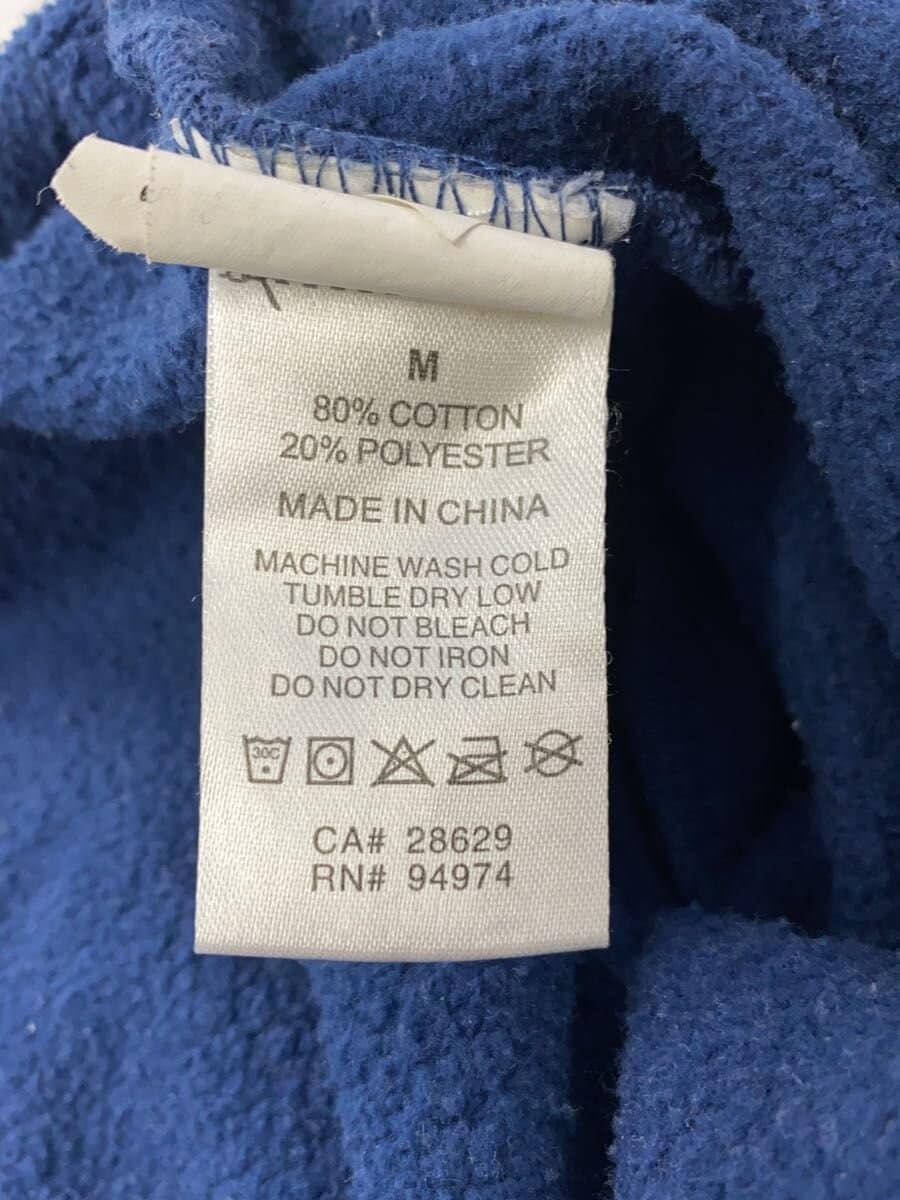 M
80% COTTON
20% POLYESTER
MADE IN CHINA
MACHINE WASH COLD
TUMBLE DRY LOW
DO NOT BLEACH
DO NOT IRON
DO NOT DRY CLEAN
30C
CA# 28629
RN# 94974